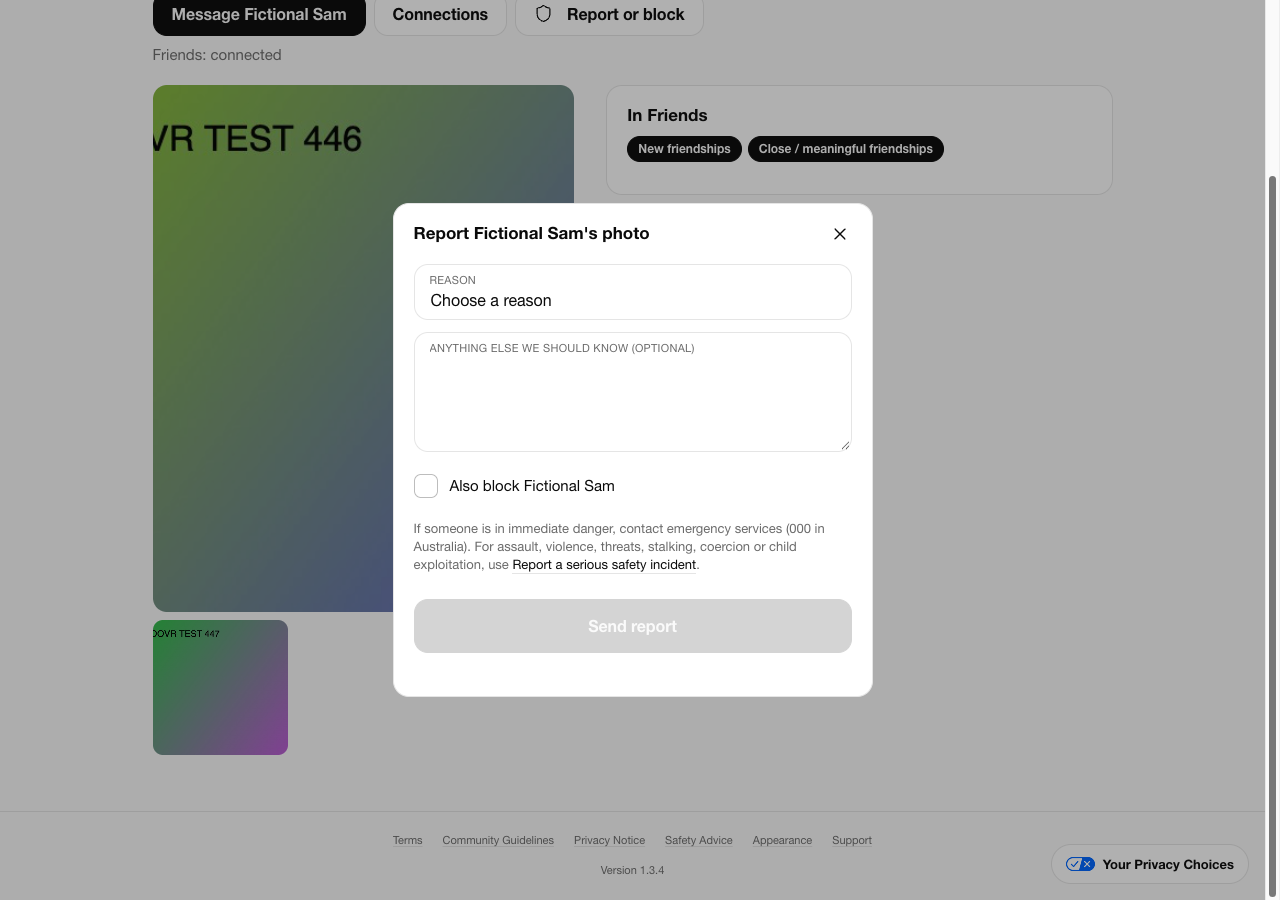 Message Fictional Sam
Connections
Report or block
Friends: connected
VR TEST 446
In Friends
New friendships
Close / meaningful friendships
Report Fictional Sam's photo
REASON
Choose a reason
ANYTHING ELSE WE SHOULD KNOW (OPTIONAL)
Also block Fictional Sam
If someone is in immediate danger, contact emergency services (000 in
Australia). For assault, violence, threats, stalking, coercion or child
exploitation, use Report a serious safety incident.
Send report
OOVR TEST 447
Terms
Community Guidelines
Privacy Notice
Safety Advice
Appearance
Support
Version 1.3.4
Your Privacy Choices